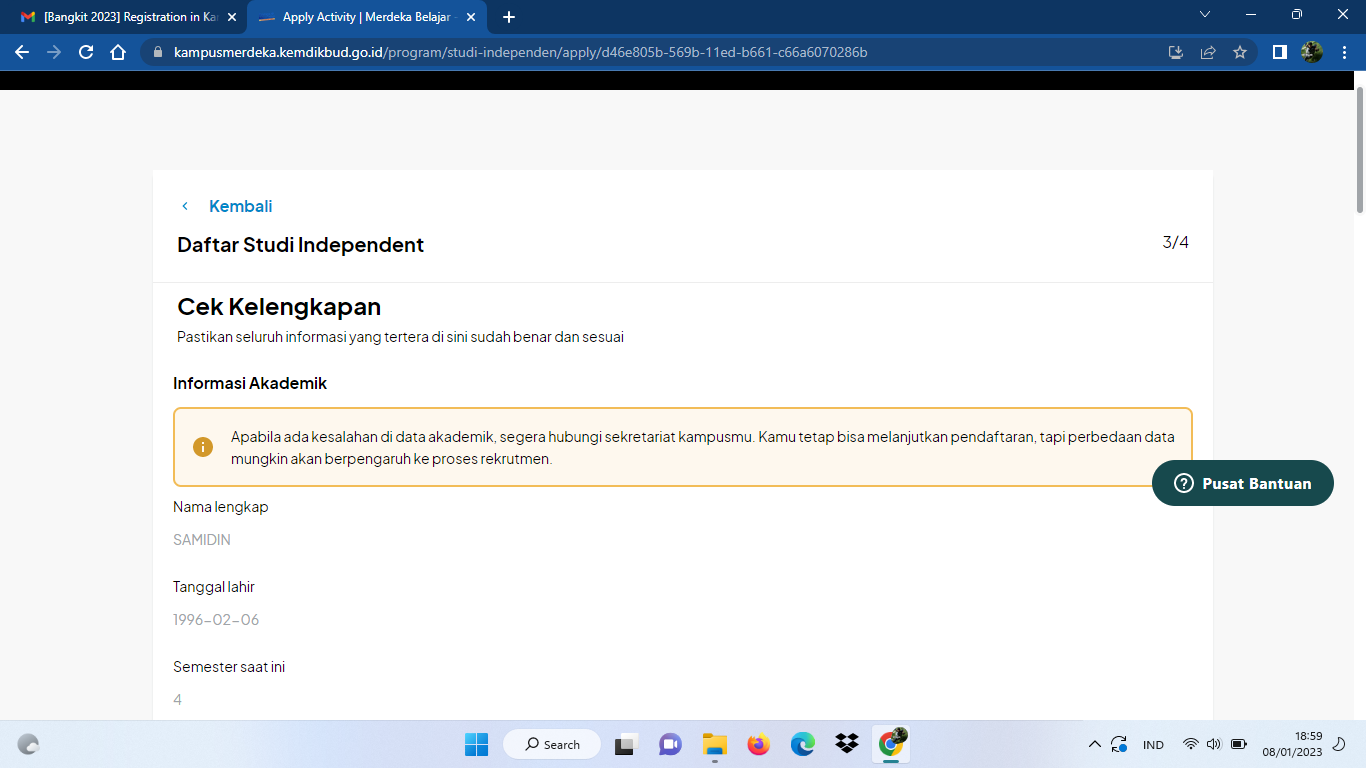 [Bangkit 2023] Registration in Ka
Apply Activity | Merdeka Belajar -
kampusmerdeka.kemdikbud.go.id/program/studi-independen/apply/d46e805b-569b-11ed-b661-c66a6070286b
Kembali
Daftar Studi Independent
3/4
Cek Kelengkapan
Pastikan seluruh informasi yang tertera di sini sudah benar dan sesuai
Informasi Akademik
Apabila ada kesalahan di data akademik, segera hubungi sekretariat kampusmu. Kamu tetap bisa melanjutkan pendaftaran, tapi perbedaan data
mungkin akan berpengaruh ke proses rekrutmen.
Pusat Bantuan
Nama lengkap
SAMIDIN
Tanggal lahir
1996-02-06
Semester saat ini
4
Search
IND
18:59
08/01/2023